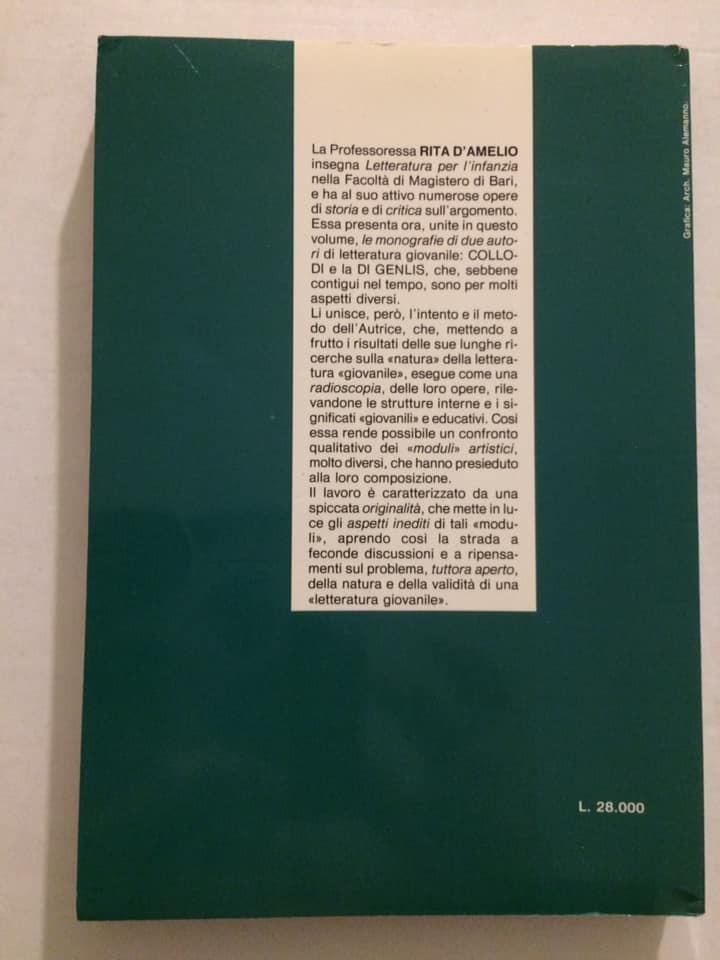 La Professoressa RITA D'AMELIO
insegna Letteratura per l'infanzia
nella Facoltà di Magistero di Bari,
e ha al suo attivo numerose opere
di storia e di critica sull'argomento.
Essa presenta ora, unite in questo
volume, le monografie di due auto-
ri di letteratura giovanile: COLLO-
DI e la DI GENLIS, che, sebbene
contigui nel tempo, sono per molti
aspetti diversi.
Li unisce, però, l'intento e il meto-
do dell'Autrice, che, mettendo a
frutto i risultati delle sue lunghe ri-
cerche sulla «natura» della lettera-
tura «giovanile», esegue come una
radioscopia, delle loro opere, rile-
vandone le strutture interne e i si-
gnificati «giovanili» e educativi. Così
essa rende possibile un confronto
qualitativo dei «moduli» artistici,
molto diversi, che hanno presieduto
alla loro composizione.
Il lavoro è caratterizzato da una
spiccata originalità, che mette in lu-
ce gli aspetti inediti di tali «modu-
li», aprendo così la strada a
feconde discussioni e a ripensa-
menti sul problema, tuttora aperto,
della natura e della validità di una
«letteratura giovanile».
L. 28.000
Grafica: Arch. Mauro Alemanno.